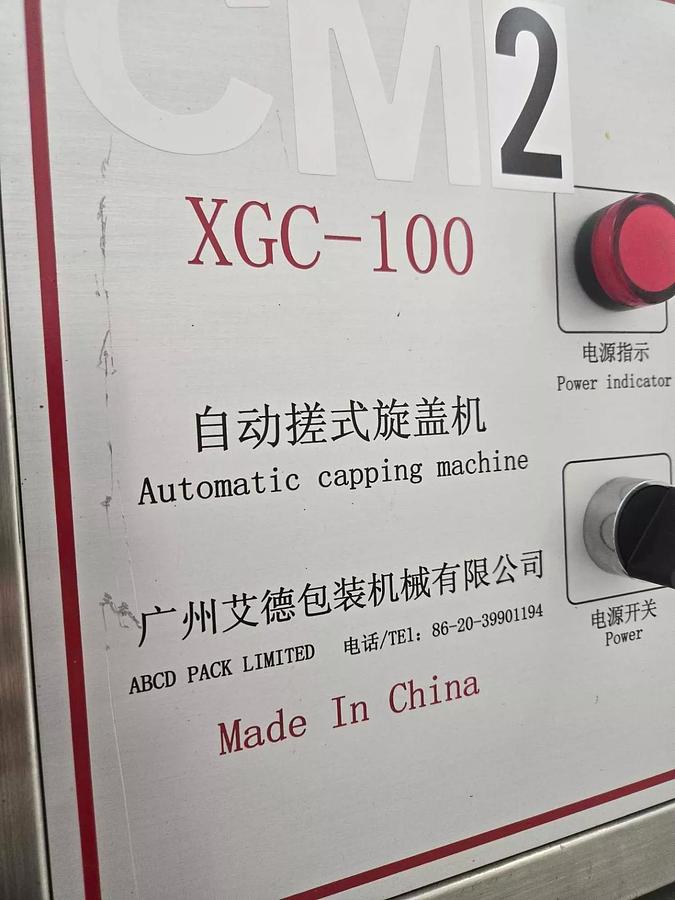 CM2
XGC-100
电源指示
Power indicator
自动搓式旋盖机
Automatic capping machine
广州艾德包装机械有限公司
ABCD PACK LIMITED 电话/TEl: 86-20-39901194
Made In China
电源开关
Power